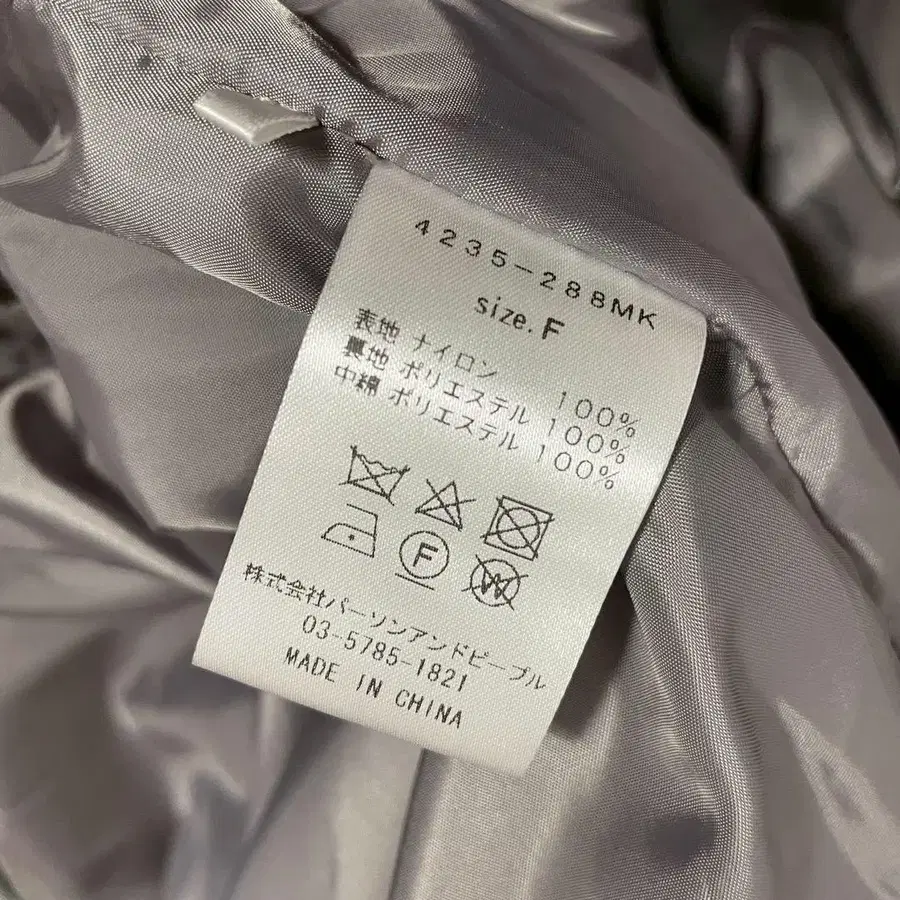 4235-288MK
size.F
表地 ナイロン 100%
裏地 ポリエステル 100%
中綿 ポリエステル 100%
F
W
株式会社パーソンアンドピープル
03-5785-1821
MADE IN CHINA